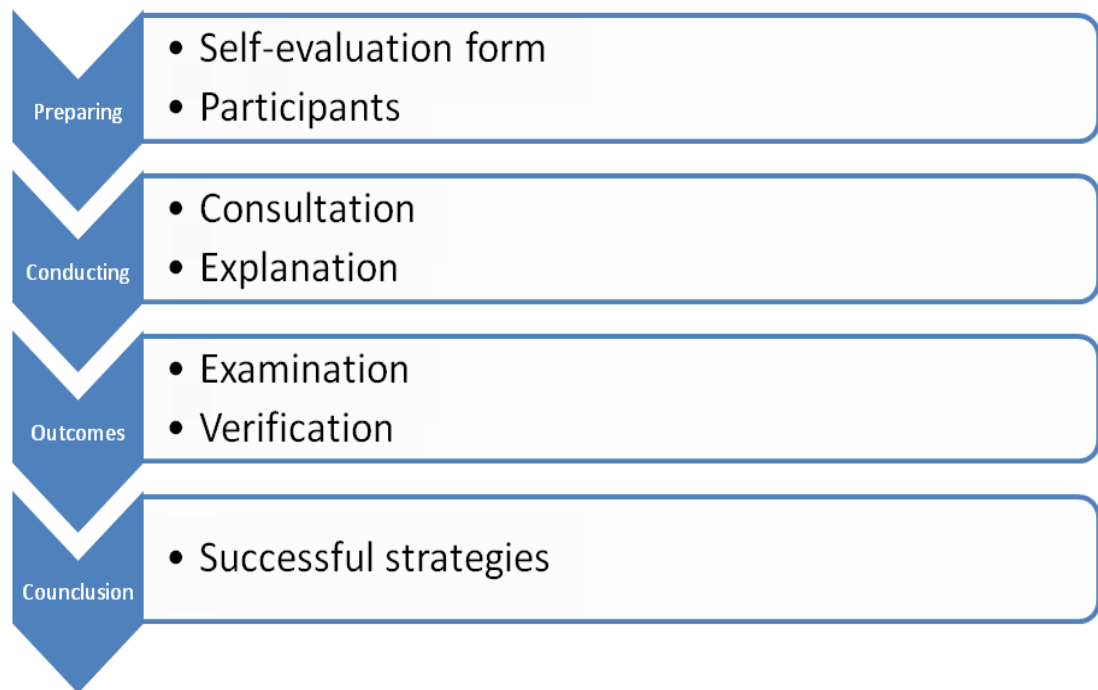 Preparing
• Self-evaluation form
• Participants
Conducting
• Consultation
• Explanation
Outcomes
• Examination
• Verification
Counclusion
• Successful strategies